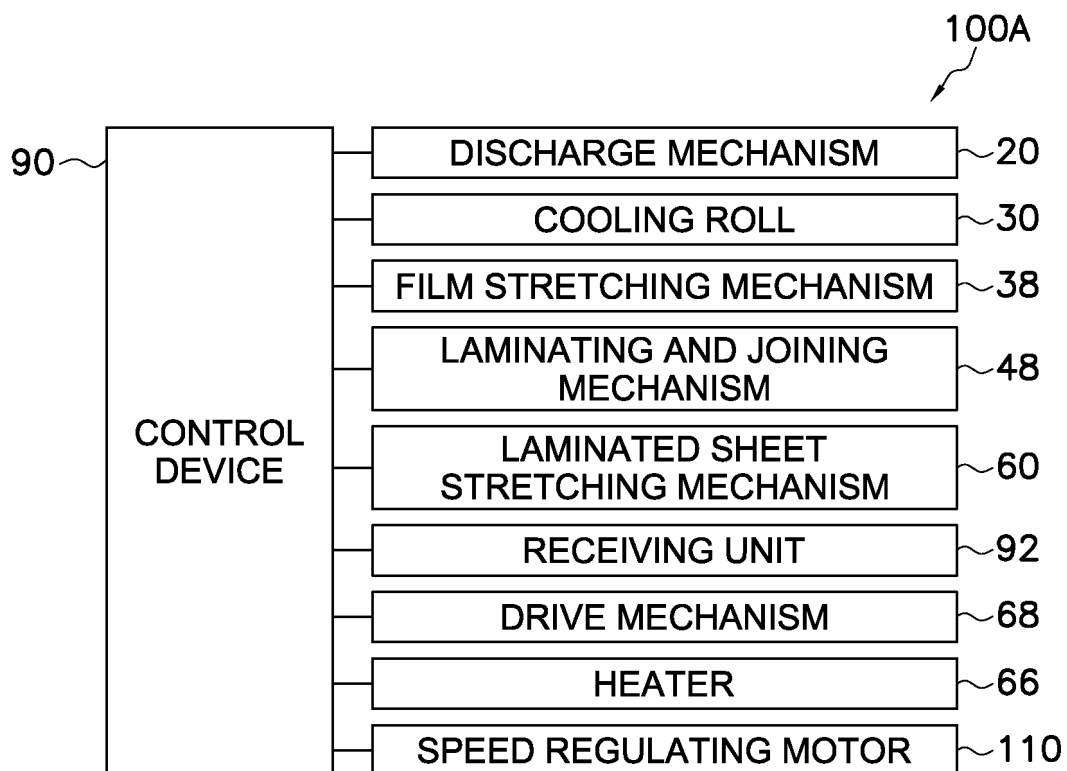 100A
90
CONTROL
DEVICE
DISCHARGE MECHANISM
20
COOLING ROLL
30
FILM STRETCHING MECHANISM
38
LAMINATING AND JOINING
MECHANISM
48
LAMINATED SHEET
STRETCHING MECHANISM
60
RECEIVING UNIT
92
DRIVE MECHANISM
68
HEATER
66
SPEED REGULATING MOTOR
110